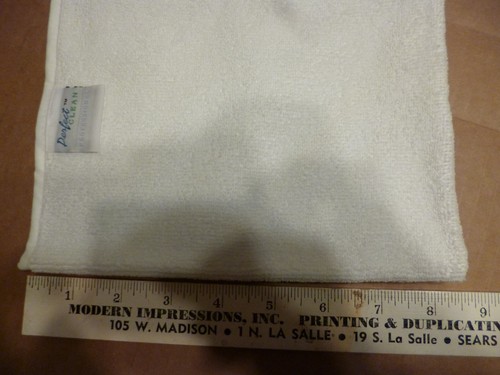 Perfect™
CLEAN
1 2 3 4 5 6 7 8 9
MODERN IMPRESSIONS, INC. PRINTING & DUPLICATIN
105 W. MADISON • 1 N. LA SALLE • 19 S. La Salle • SEARS